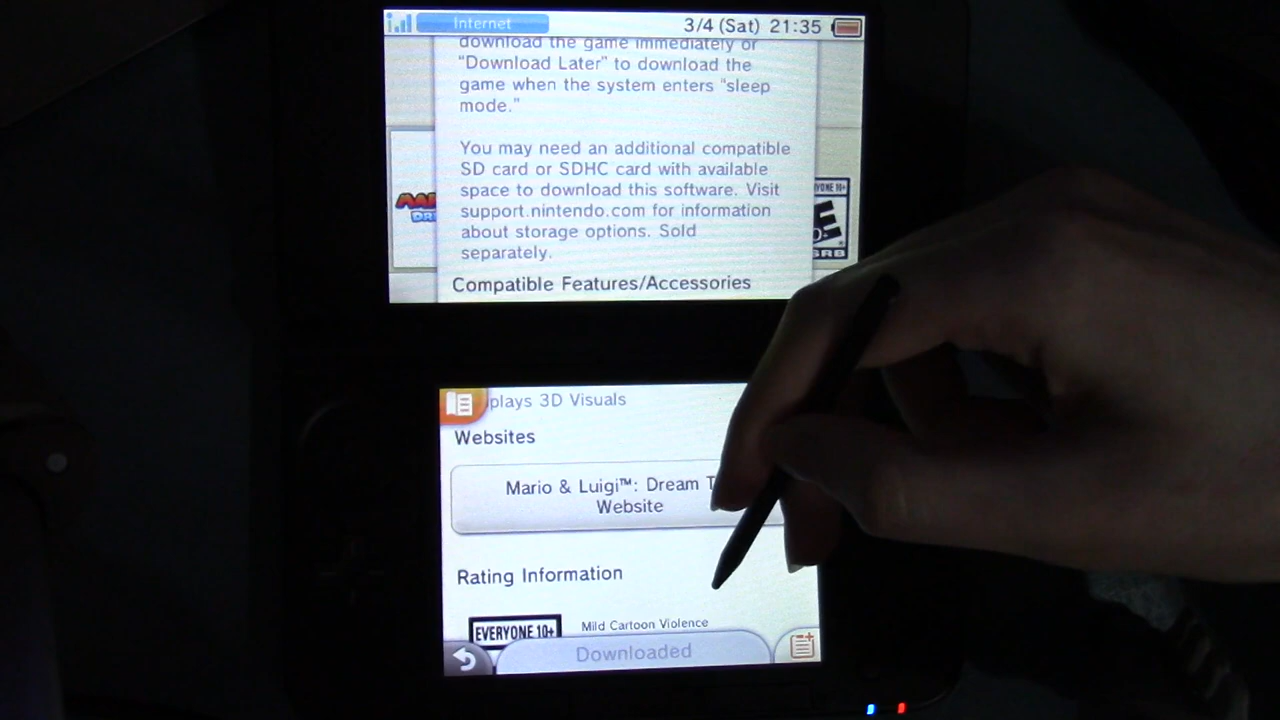 Internet
3/4 (Sat) 21:35
download the game immediately or
"Download Later" to download the
game when the system enters "sleep
mode."
You may need an additional compatible
SD card or SDHC card with available
space to download this software. Visit
support.nintendo.com for information
about storage options. Sold
separately.
Compatible Features/Accessories
plays 3D Visuals
Websites
Mario & Luigi™: Dream T
Website
Rating Information
EVERYONE 10+
Mild Cartoon Violence
Downloaded